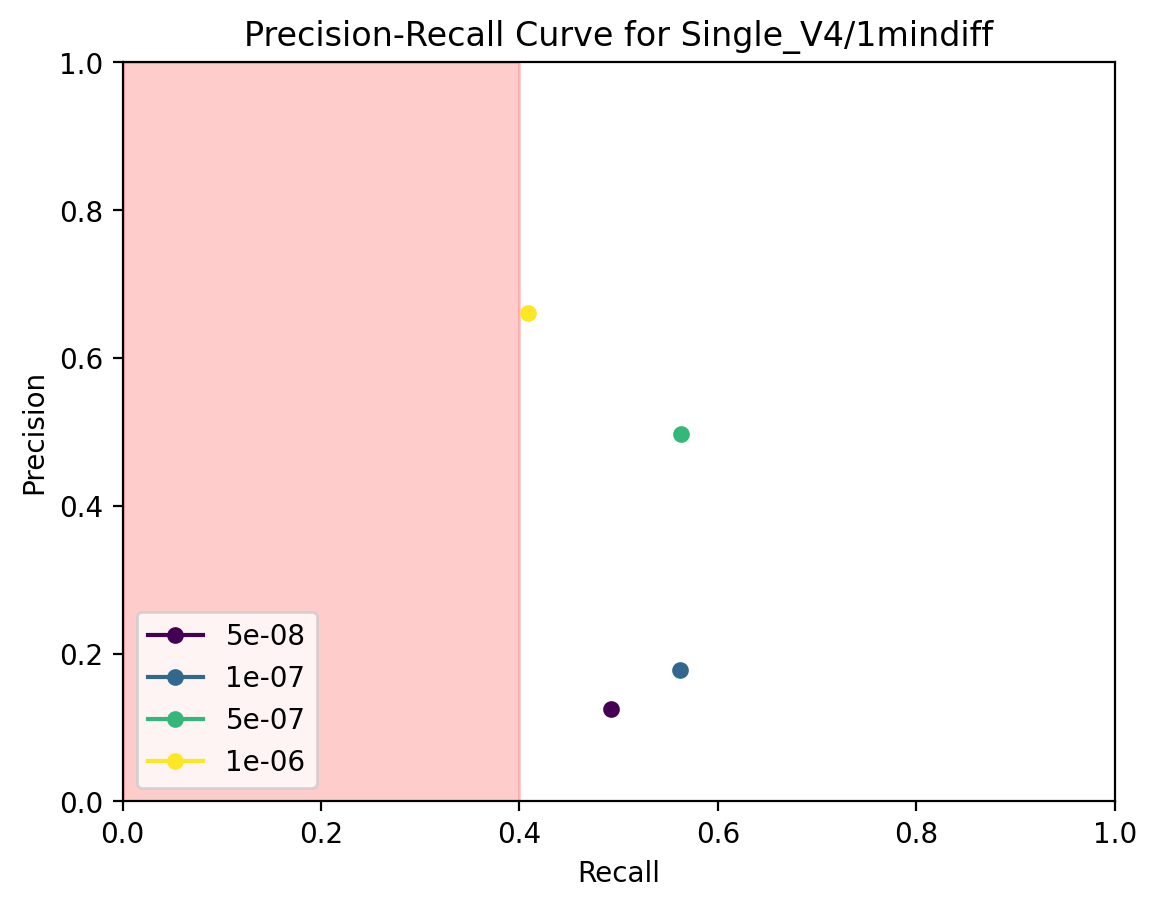 Precision-Recall Curve for Single_V4/1mindiff
1.0
0.8
0.6
0.4
0.2
0.0
Precision
5e-08
1e-07
5e-07
1e-06
0.0 0.2 0.4 0.6 0.8 1.0
Recall